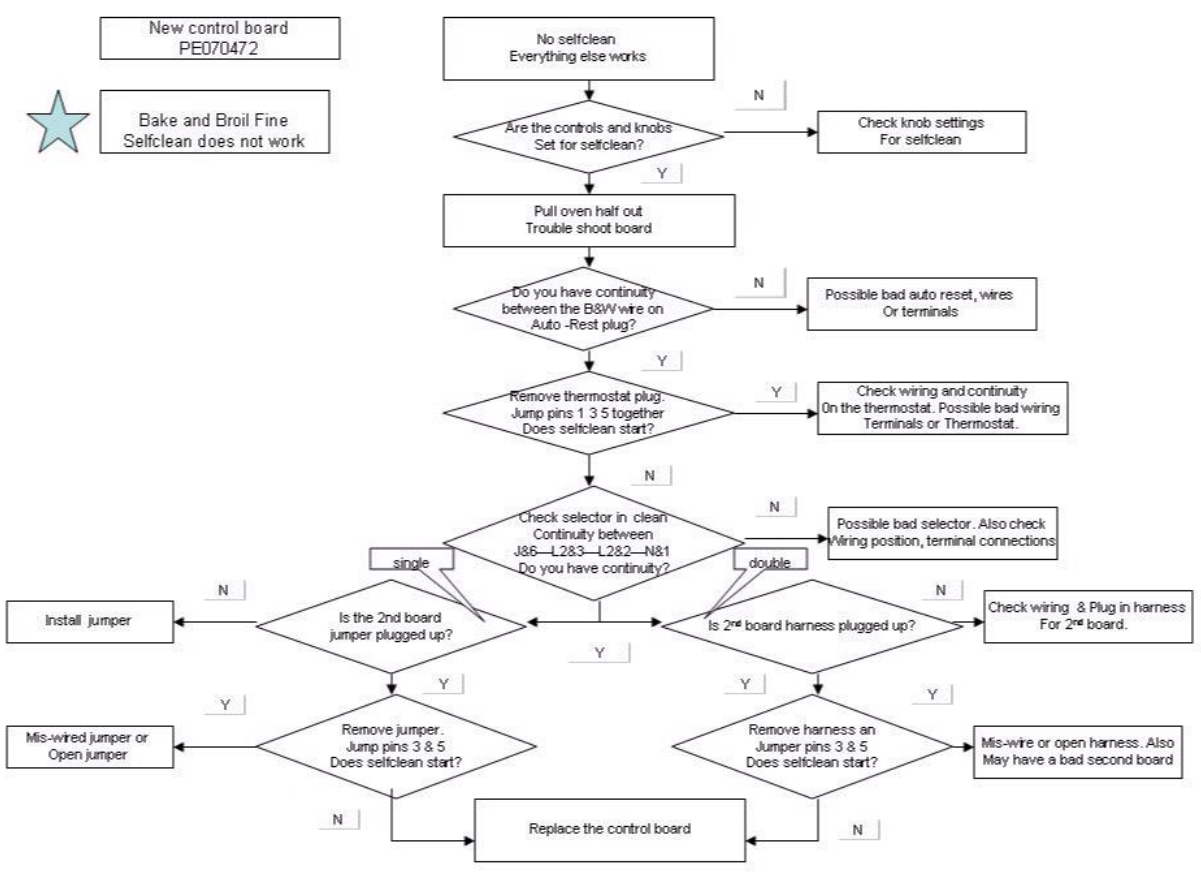 New control board
PE070472
Bake and Broil Fine
Selfclean does not work
No selfclean
Everything else works
N
Are the controls and knobs
Set for selfclean?
Check knob settings
For selfclean
Y
Pull oven half out
Trouble shoot board
N
Do you have continuity
between the B&W wire on
Auto -Rest plug?
Possible bad auto reset, wires
Or terminals
Y
Remove thermostat plug.
Jump pins 1 3 5 together
Does selfclean start?
Y
Check wiring and continuity
On the thermostat. Possible bad wiring
Terminals or Thermostat.
N
Check selector in clean
Continuity between
J&6—L2&3—L2&2—N&1
Do you have continuity?
N
Possible bad selector. Also check
Wiring position, terminal connections
single
double
N
Is the 2nd board
jumper plugged up?
Install jumper
Y
Is 2nd board harness plugged up?
N
Check wiring & Plug in harness
For 2nd board.
Y
Y
Y
Remove jumper.
Jump pins 3 & 5
Does selfclean start?
Mis-wired jumper or
Open jumper
Y
Remove harness an
Jumper pins 3 & 5
Does selfclean start?
Mis-wire or open harness. Also
May have a bad second board
N
Replace the control board
N